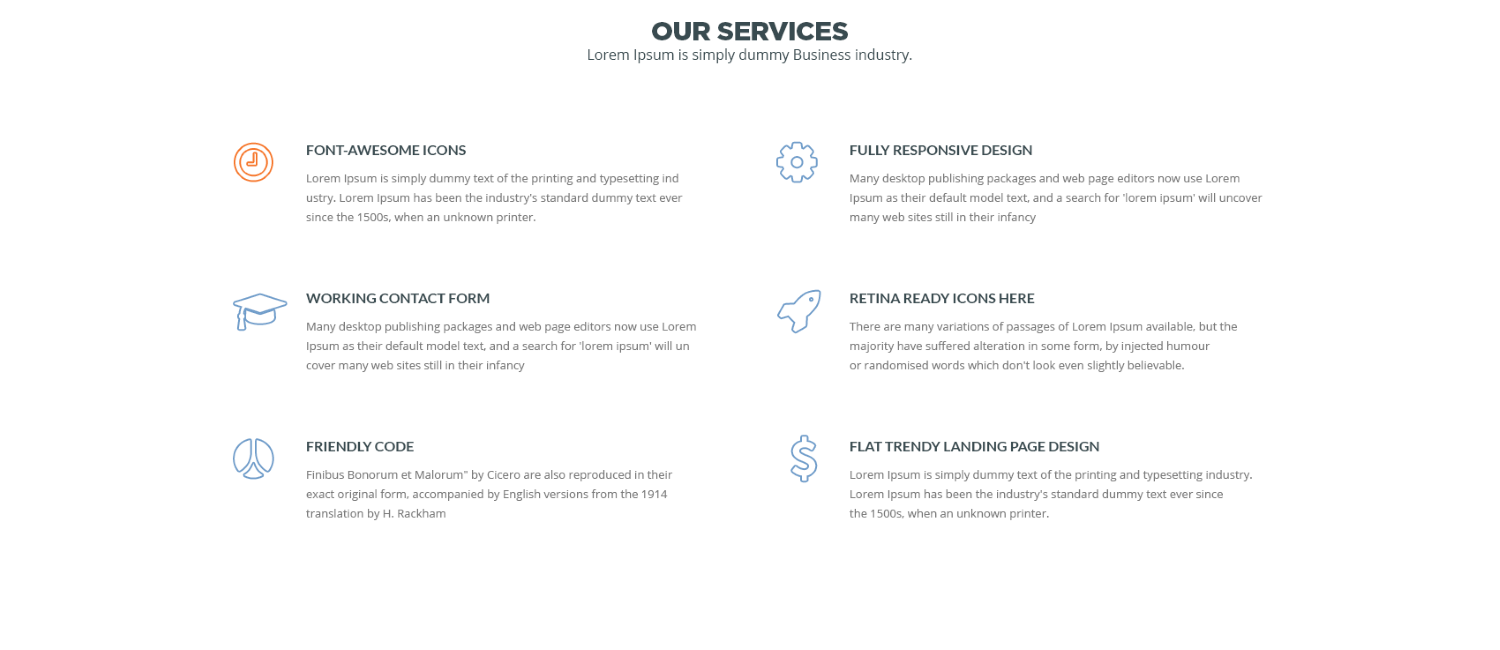 OUR SERVICES
Lorem Ipsum is simply dummy Business industry.
FONT-AWESOME ICONS
Lorem Ipsum is simply dummy text of the printing and typesetting ind
ustry. Lorem Ipsum has been the industry's standard dummy text ever
since the 1500s, when an unknown printer.
FULLY RESPONSIVE DESIGN
Many desktop publishing packages and web page editors now use Lorem
Ipsum as their default model text, and a search for 'lorem ipsum' will uncover
many web sites still in their infancy
WORKING CONTACT FORM
Many desktop publishing packages and web page editors now use Lorem
Ipsum as their default model text, and a search for 'lorem ipsum' will un
cover many web sites still in their infancy
RETINA READY ICONS HERE
There are many variations of passages of Lorem Ipsum available, but the
majority have suffered alteration in some form, by injected humour
or randomised words which don't look even slightly believable.
FRIENDLY CODE
Finibus Bonorum et Malorum" by Cicero are also reproduced in their
exact original form, accompanied by English versions from the 1914
translation by H. Rackham
FLAT TRENDY LANDING PAGE DESIGN
Lorem Ipsum is simply dummy text of the printing and typesetting industry.
Lorem Ipsum has been the industry's standard dummy text ever since
the 1500s, when an unknown printer.